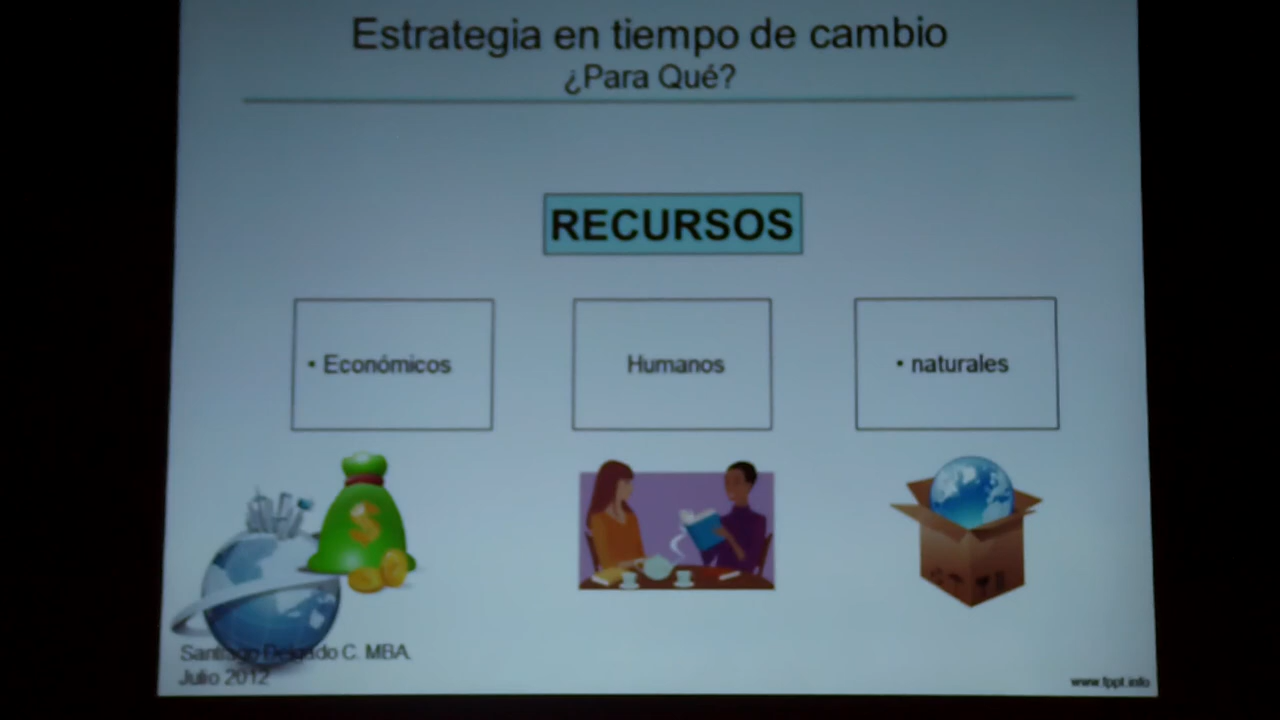 Estrategia en tiempo de cambio
¿Para Qué?
RECURSOS
• Económicos
Humanos
• naturales
Santiago Delgado C. MBA.
Julio 2012
www.fppt.info